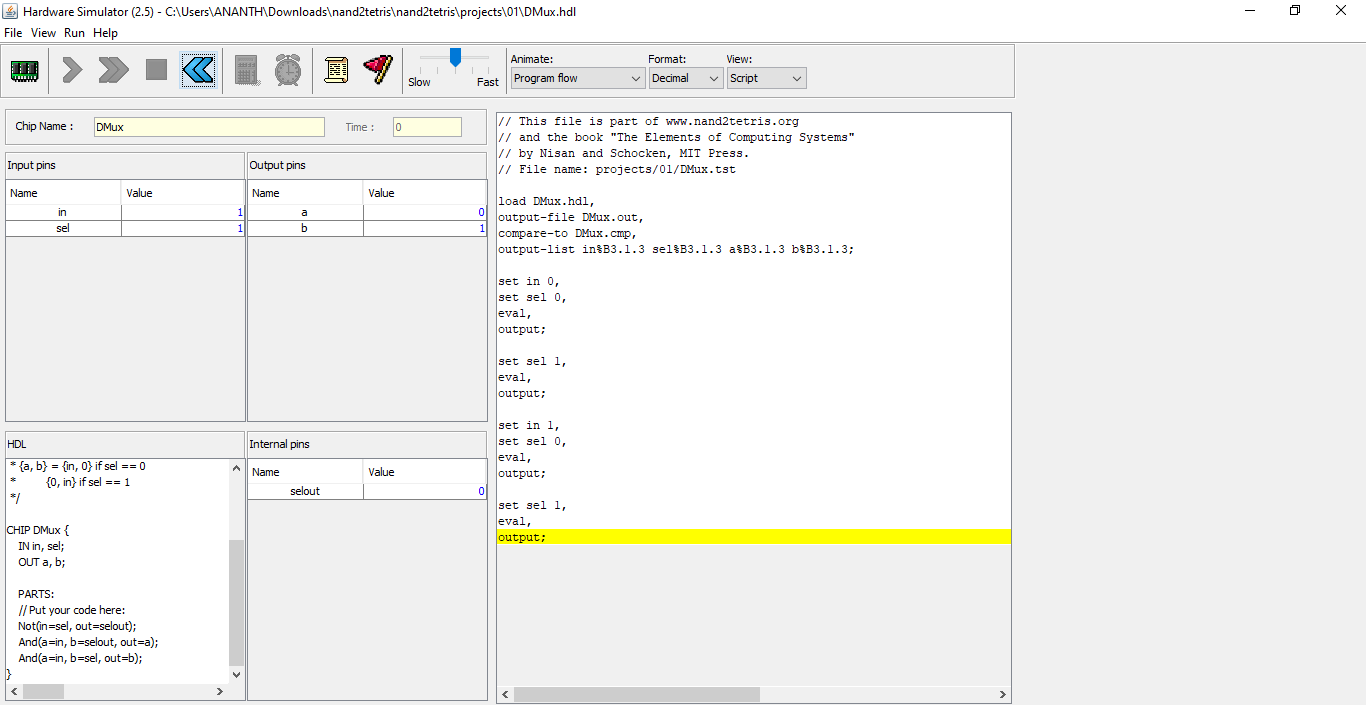 Hardware Simulator (2.5) - C:\Users\ANANTH\Downloads\nand2tetris\nand2tetris\projects\01\DMux.hdl
File View Run Help
Slow Fast
Animate: Format: View:
Program flow Decimal Script
Chip Name : DMux Time : 0
Input pins
Name Value
in 1
sel 1
Output pins
Name Value
a 0
b 1
HDL
* {a, b} = {in, 0} if sel == 0
* {0, in} if sel == 1
*/
CHIP DMux {
IN in, sel;
OUT a, b;
PARTS:
// Put your code here:
Not(in=sel, out=selout);
And(a=in, b=selout, out=a);
And(a=in, b=sel, out=b);
}
Internal pins
Name Value
selout 0
// This file is part of www.nand2tetris.org
// and the book "The Elements of Computing Systems"
// by Nisan and Schocken, MIT Press.
// File name: projects/01/DMux.tst
load DMux.hdl,
output-file DMux.out,
compare-to DMux.cmp,
output-list in%B3.1.3 sel%B3.1.3 a%B3.1.3 b%B3.1.3;
set in 0,
set sel 0,
eval,
output;
set sel 1,
eval,
output;
set in 1,
set sel 0,
eval,
output;
set sel 1,
eval,
output;